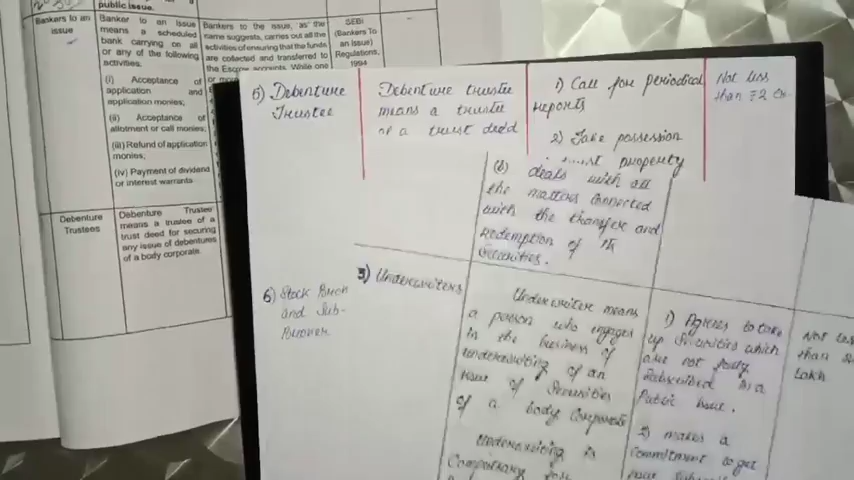 public issue.
Bankers to an
issue
Banker to an issue
means a scheduled
bank carrying on all
or any of the following
activities.
(i) Acceptance of
application and
application monies;
(ii) Acceptance of
allotment or call monies;
(iii) Refund of application
monies;
(iv) Payment of dividend
or interest warrants
Bankers to the issue, as the
name suggests, carries out all the
activities of ensuring that the funds
are collected and transferred to
the Escrow accounts. While one
or
SEBI
(Bankers To
an Issue)
Regulations,
1994
Debenture
Trustees
Debenture Trustee
means a trustee of a
trust deed for securing
any issue of debentures
of a body corporate.
5) Debenture
Trustee
Debenture trustee
means a trustee
of a trust deed
1) Call for periodical
reports
2) Take possession
trust property
Not less
than
(b) deals with all
the matters connected
with the transfer and
redemption of its
Securities.
6) Stock
and Sub-
3) Underwriters
Underwriter means
a person who engages
in the business of
underwriting of an
issue of Securities
of a body Corporate
Underwriting is
1) Agrees to take
up Securities which
are not fully
Subscribed in a
Public issue.
2) makes a
Commitment to get
Not
than
Lakh